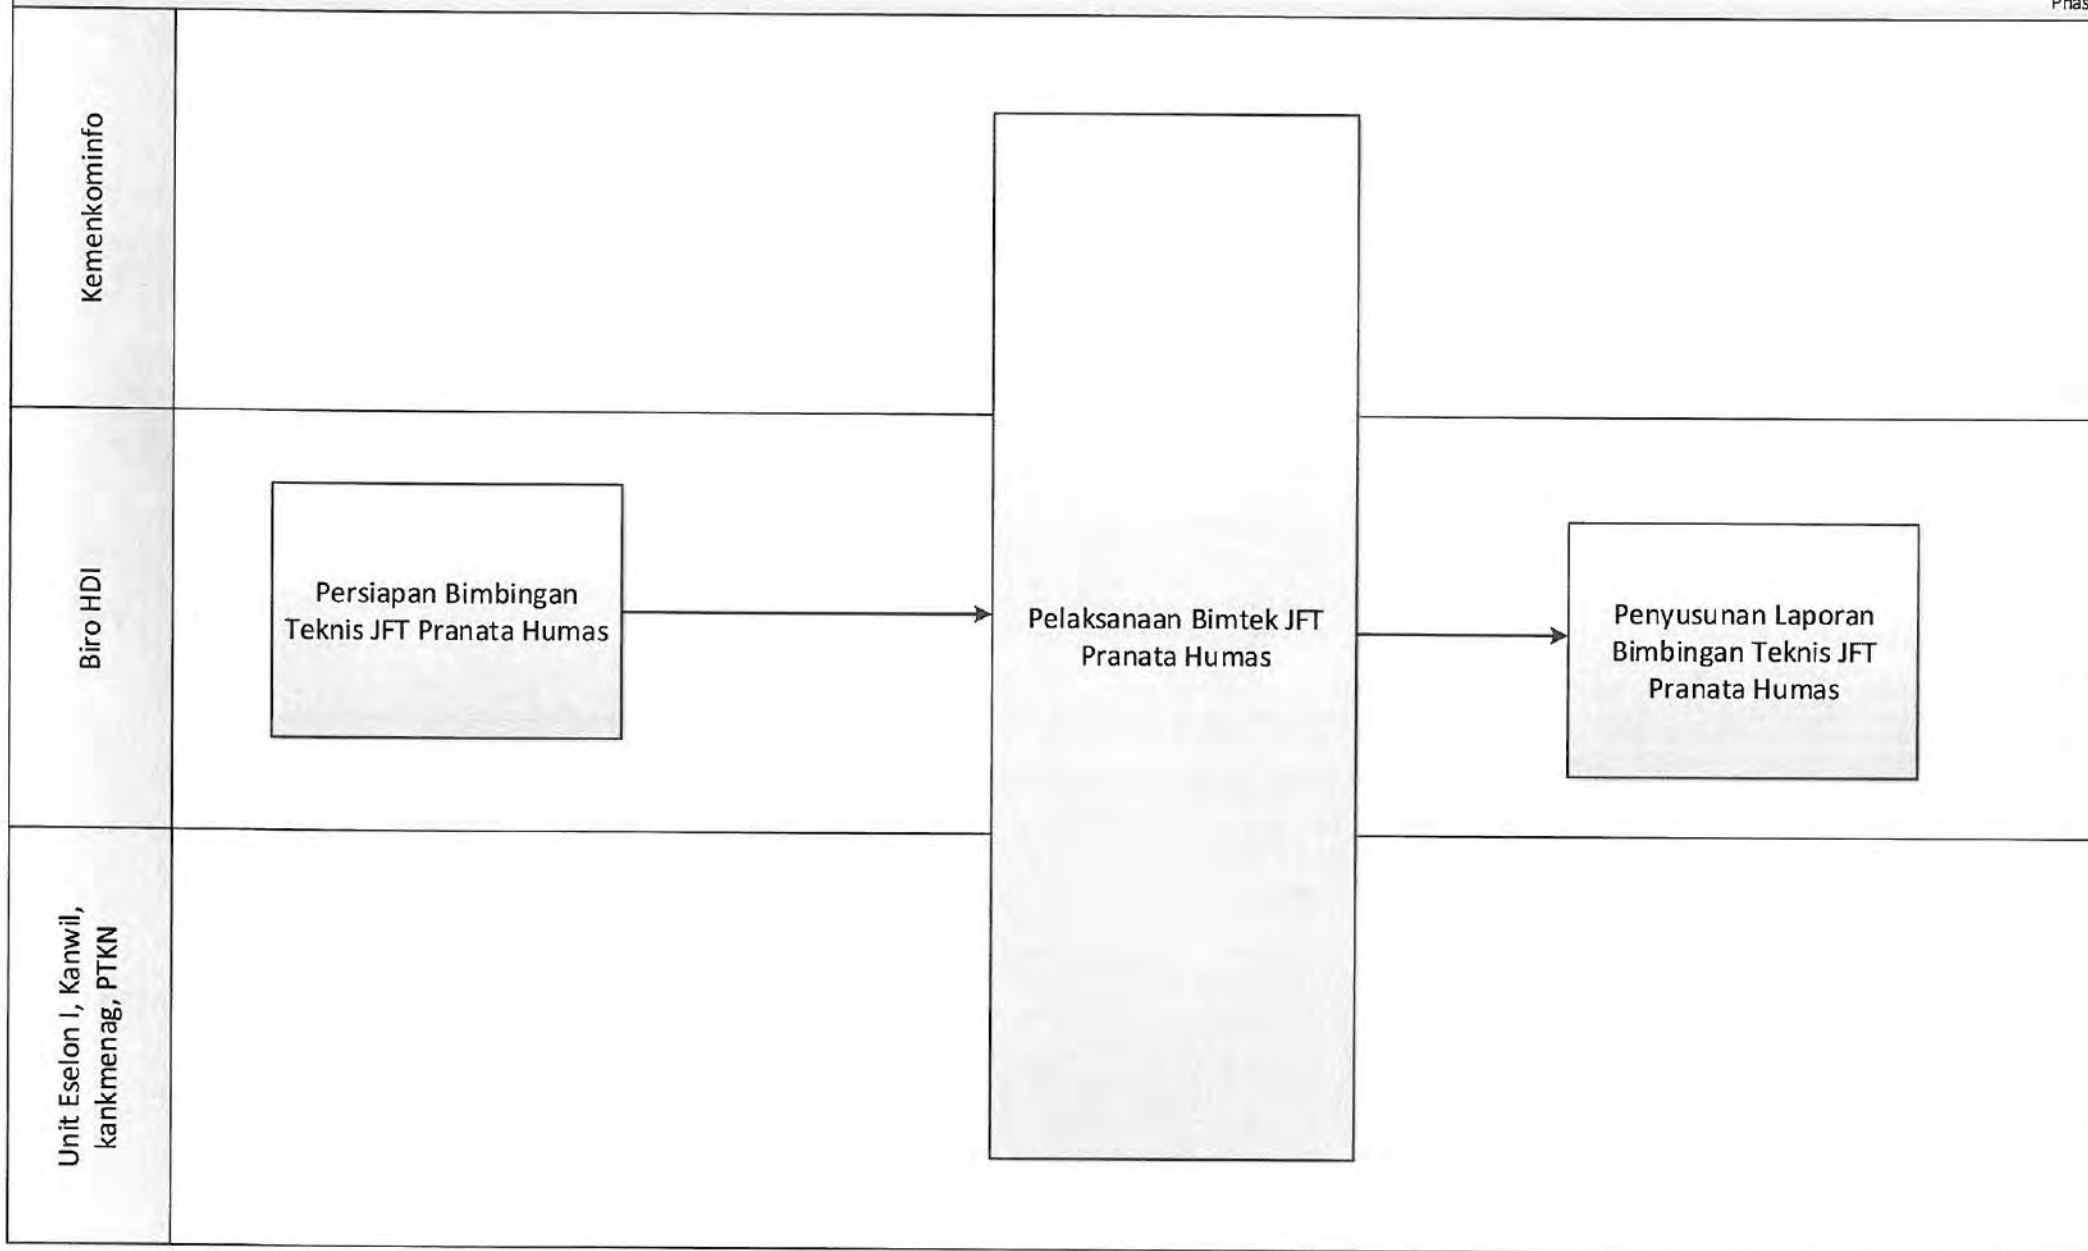 Kemenkominfo
Biro HDI
Persiapan Bimbingan
Teknis JFT Pranata Humas
Pelaksanaan Bimtek JFT
Pranata Humas
Penyusunan Laporan
Bimbingan Teknis JFT
Pranata Humas
Unit Eselon I, Kanwil,
kankmenag, PTKN